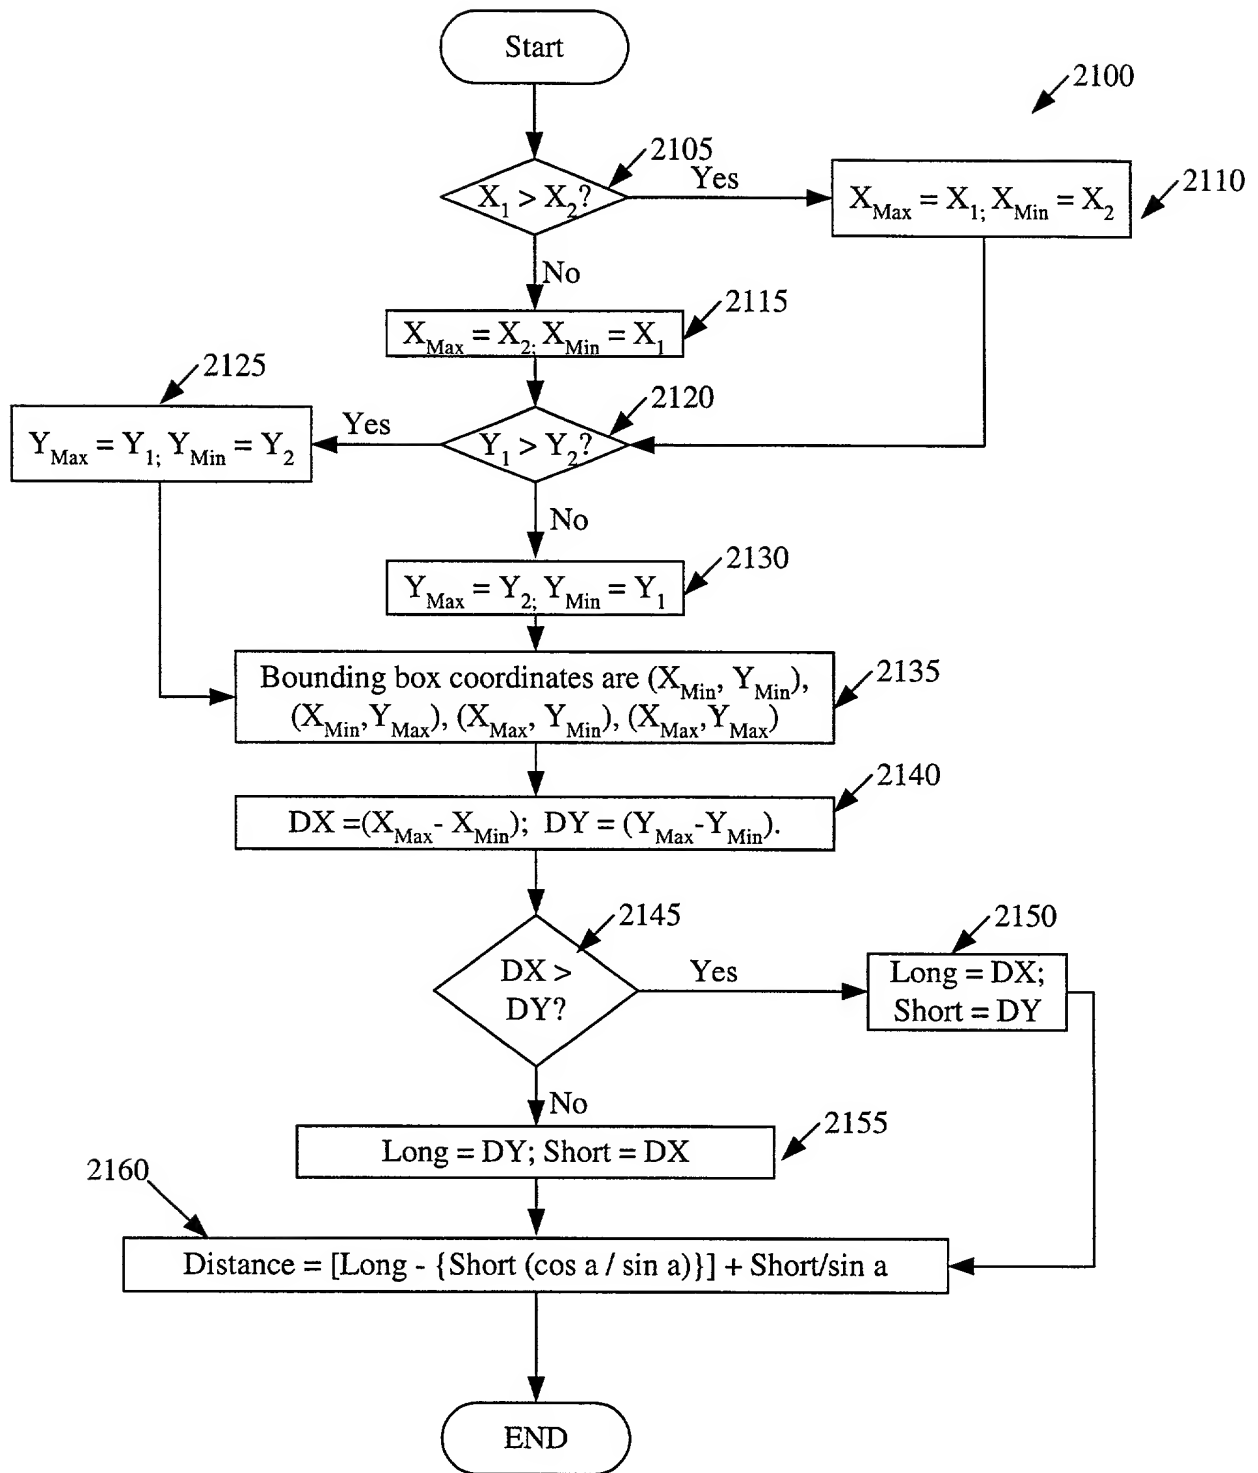 Start
2100
2105
X1 > X2?
Yes
XMax = X1; XMin = X2
2110
No
2115
XMax = X2; XMin = X1
2125
2120
YMax = Y1; YMin = Y2
Yes
Y1 > Y2?
No
2130
YMax = Y2; YMin = Y1
Bounding box coordinates are (XMin, YMin),
(XMin,YMax), (XMax, YMin), (XMax,YMax)
2135
2140
DX =(XMax- XMin); DY = (YMax-YMin).
2145
2150
DX >
DY?
Yes
Long = DX;
Short = DY
No
2155
Long = DY; Short = DX
2160
Distance = [Long - {Short (cos a / sin a)}] + Short/sin a
END